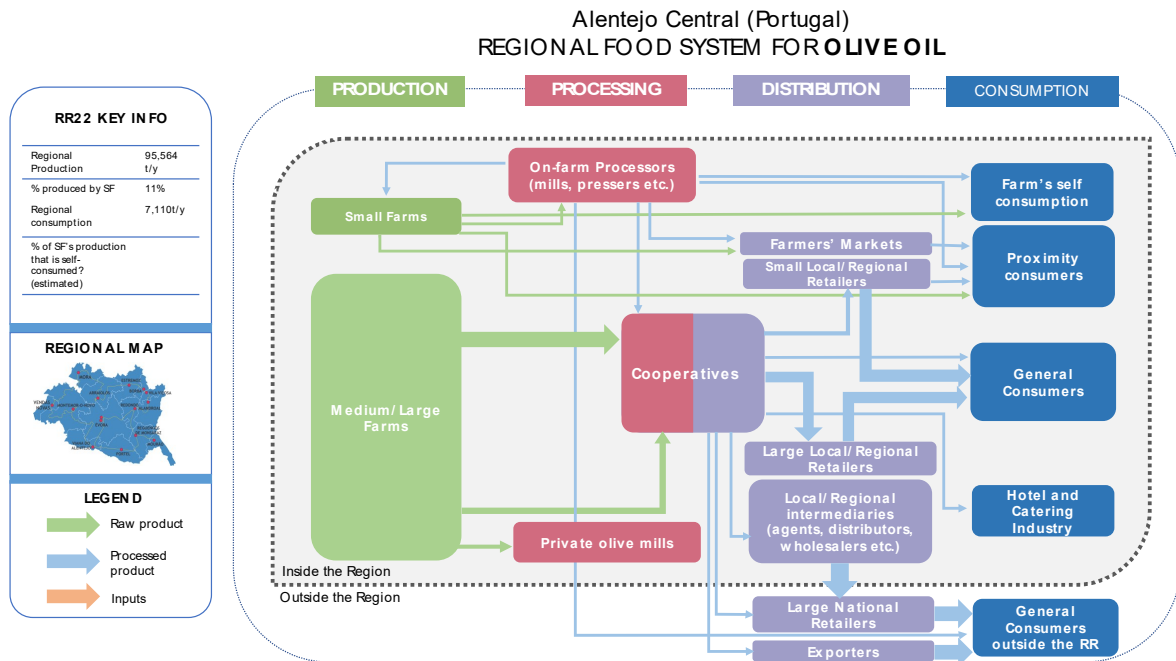 Alentejo Central (Portugal)
REGIONAL FOOD SYSTEM FOR OLIVE OIL
PRODUCTION
PROCESSING
DISTRIBUTION
CONSUMPTION
RR22 KEY INFO
Regional
Production
95,564
t/y
% produced by SF
11%
Regional
consumption
7,110t/y
% of SF's production
that is self-
consumed?
(estimated)
REGIONAL MAP
MORA
ÉVORA
LEGEND
Raw product
Processed
product
Inputs
On-farm Processors
(mills, pressers etc.)
Farm's self
consumption
Small Farms
Farmers' Markets
Small Local/ Regional
Retailers
Proximity
consumers
Medium/ Large
Farms
Cooperatives
General
Consumers
Large Local/ Regional
Retailers
Local/ Regional
intermediaries
(agents, distributors,
wholesalers etc.)
Hotel and
Catering
Industry
Private olive mills
Inside the Region
Outside the Region
Large National
Retailers
General
Consumers
outside the RR
Exporters